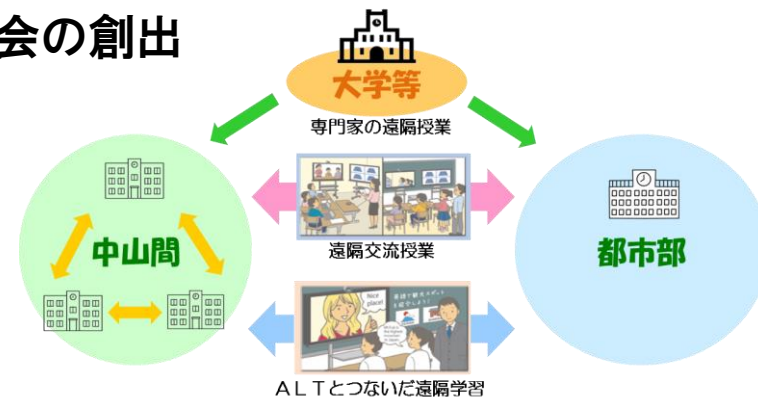 会の創出
大学等
専門家の遠隔授業
中山間
遠隔交流授業
都市部
Nice
place!
ALTとつないだ遠隔学習